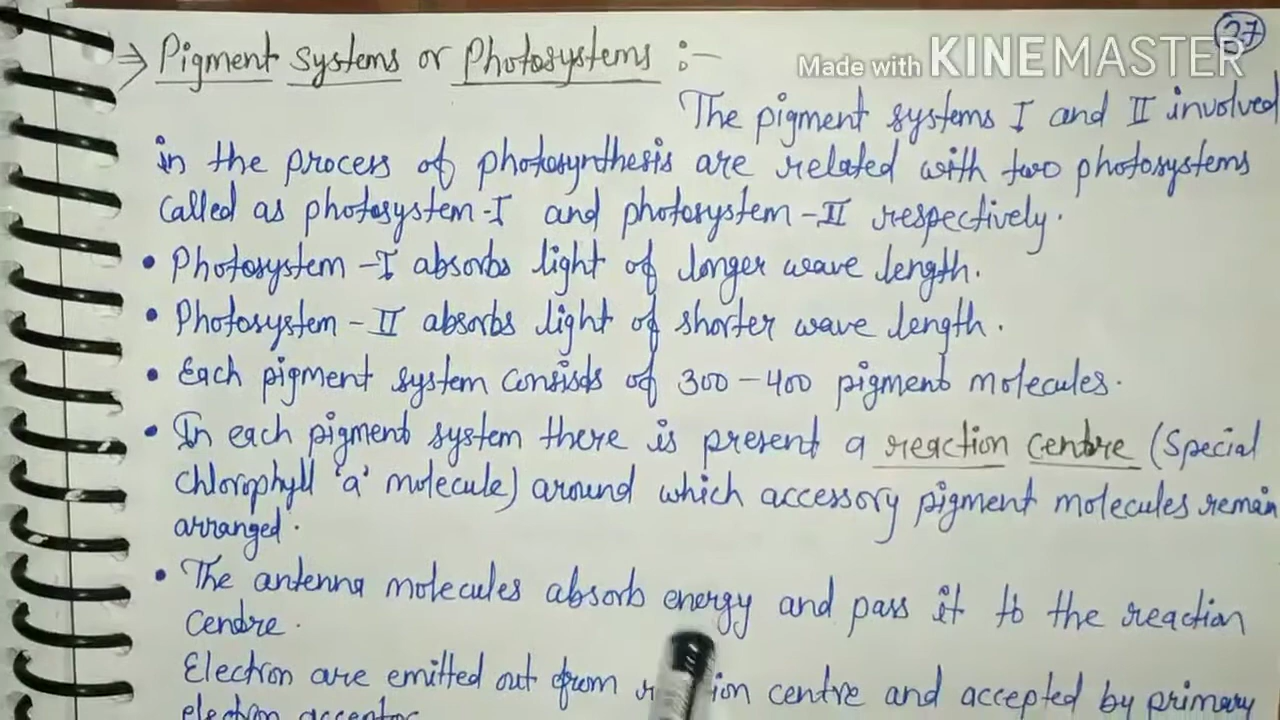 27
Made with KINEMASTER
⇒ Pigment Systems or Photosystems :-
The pigment systems I and II involved
in the process of photosynthesis are related with two photosystems
called as photosystem-I and photosystem-II respectively.
• Photosystem-I absorbs light of longer wave length.
• Photosystem-II absorbs light of shorter wave length.
• Each pigment system consists of 300-400 pigment molecules.
• In each pigment system there is present a reaction centre (Special
chlorophyll 'a' molecule) around which accessory pigment molecules remain
arranged.
• The antenna molecules absorb energy and pass it to the reaction
centre.
Electron are emitted out from centre and accepted by primary
electron acceptor